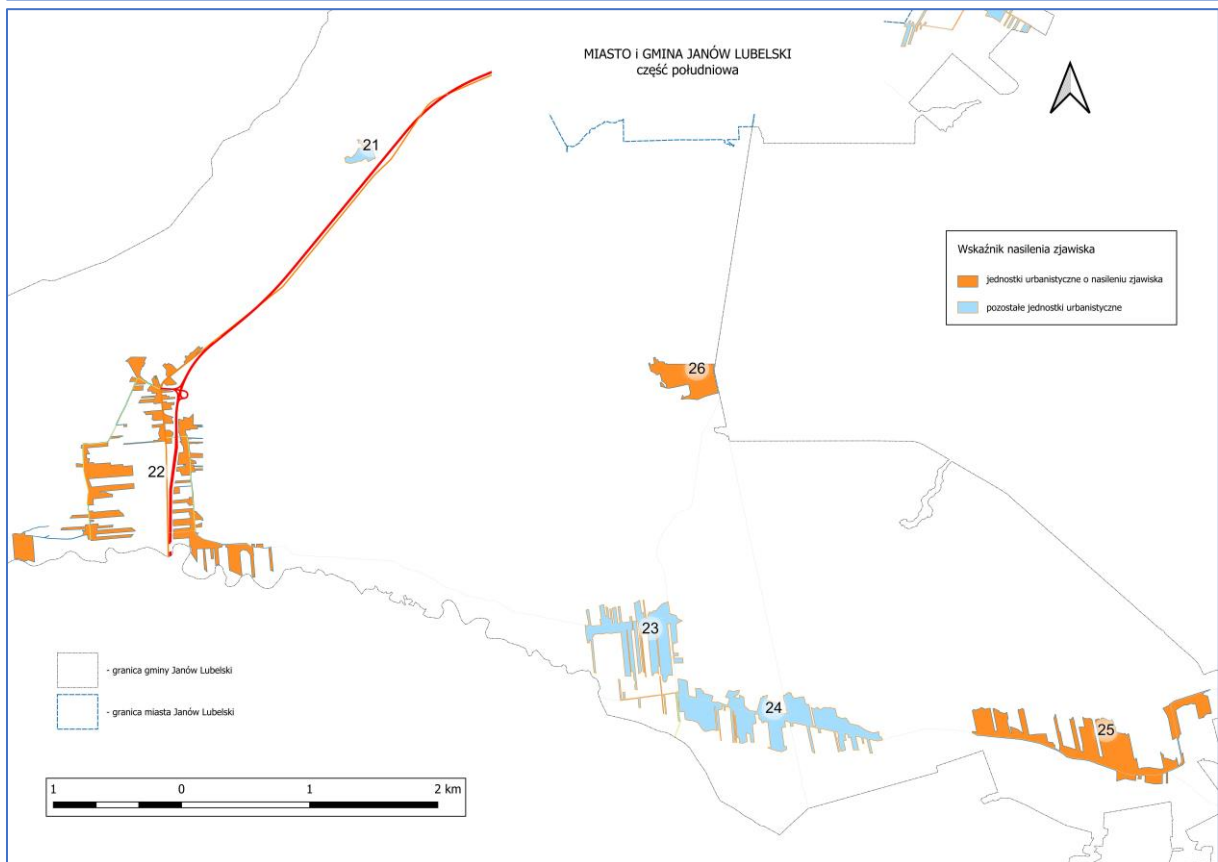 MIASTO i GMINA JANÓW LUBELSKI
część południowa
21
Wskaźnik nasilenia zjawiska
jednostki urbanistyczne o nasileniu zjawiska
pozostałe jednostki urbanistyczne
26
22
23
- granica gminy Janów Lubelski
- granica miasta Janów Lubelski
24
25
1 0 1 2 km